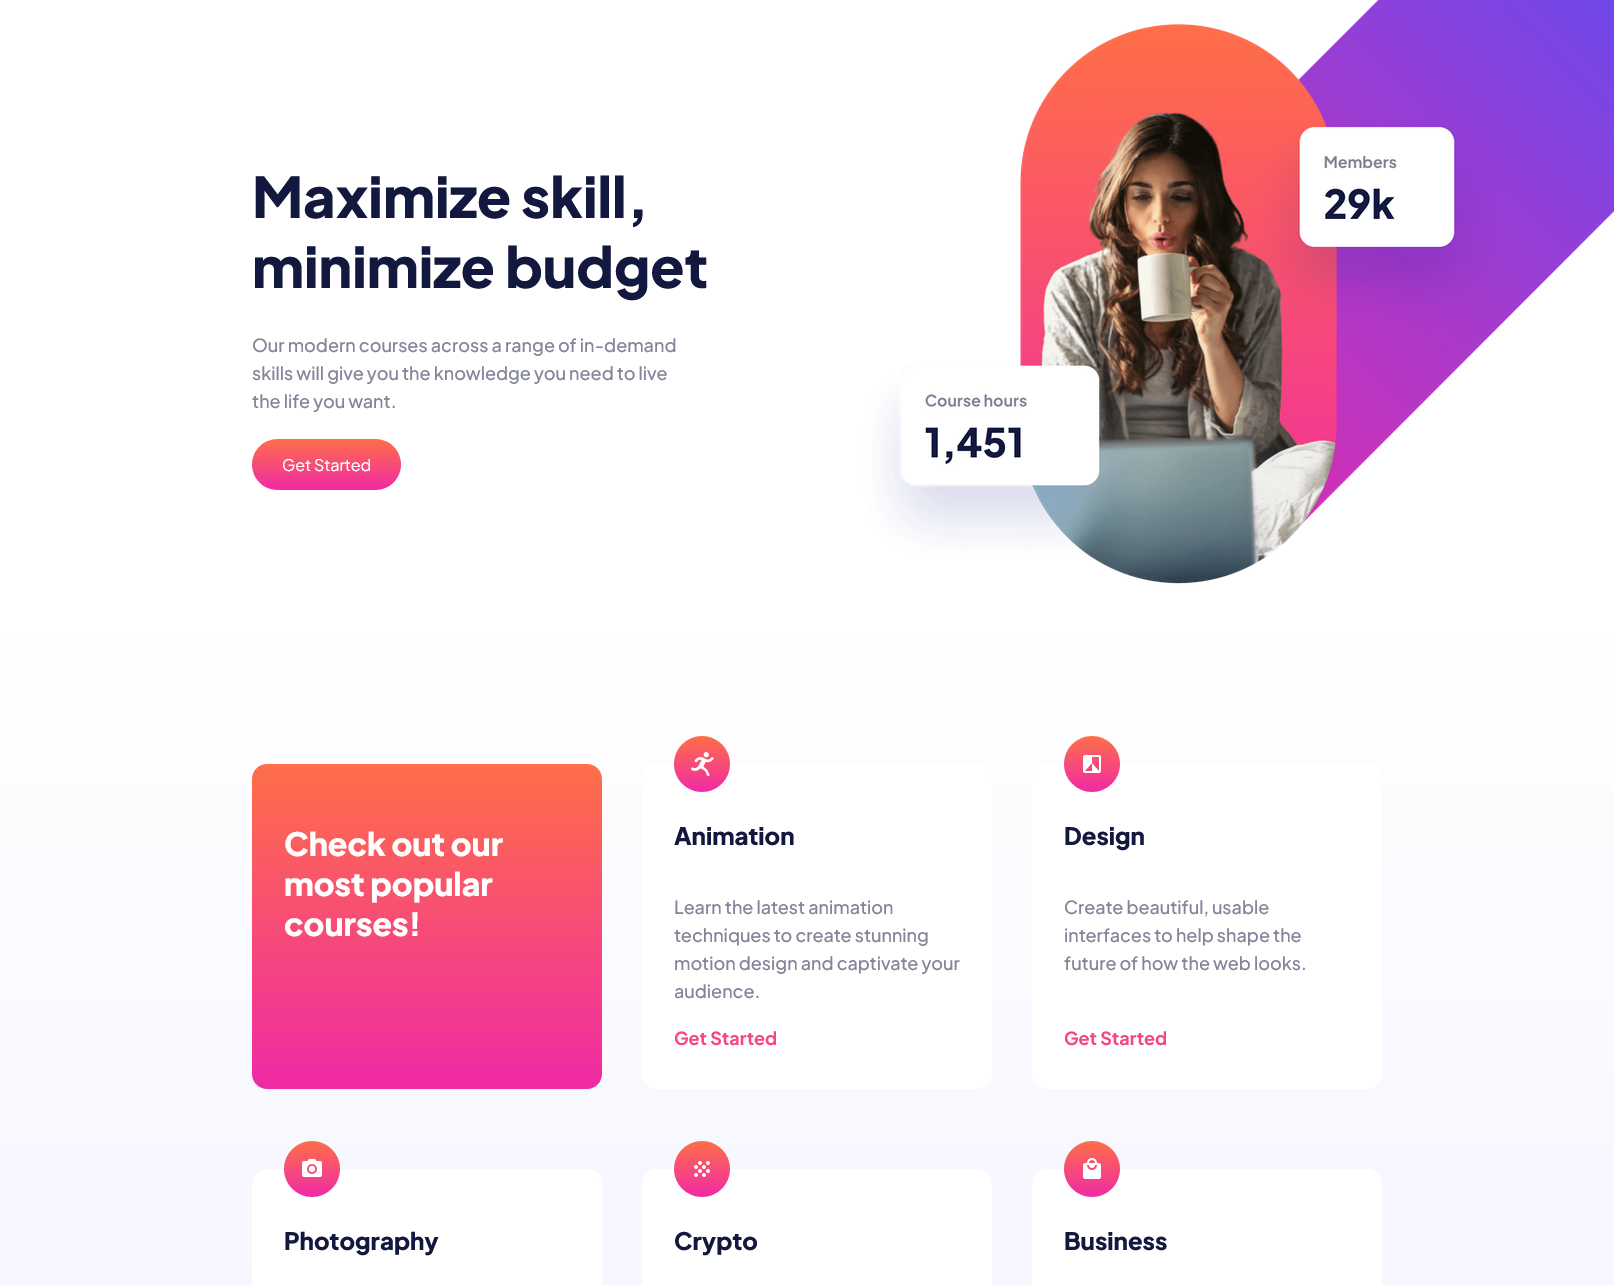 Maximize skill,
minimize budget
Our modern courses across a range of in-demand
skills will give you the knowledge you need to live
the life you want.
Get Started
Members
29k
Course hours
1,451
Check out our
most popular
courses!
Animation
Learn the latest animation
techniques to create stunning
motion design and captivate your
audience.
Get Started
Design
Create beautiful, usable
interfaces to help shape the
future of how the web looks.
Get Started
Photography
Crypto
Business